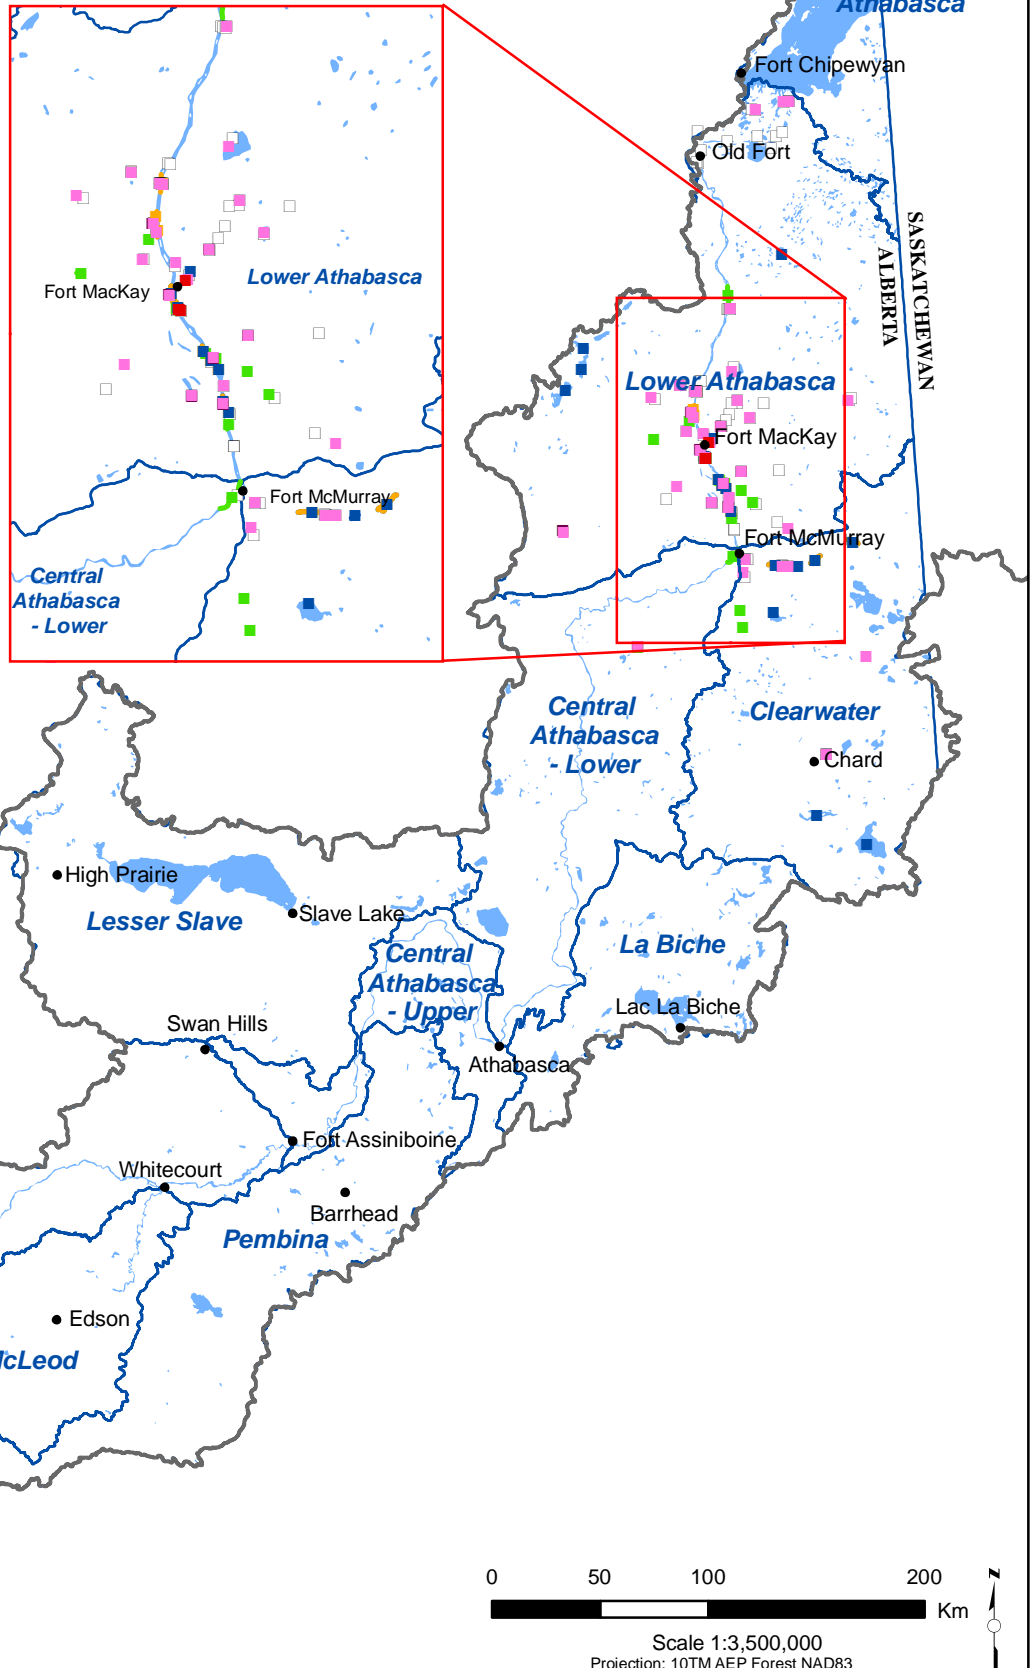 Athabasca
Fort Chipewyan
Old Fort
SASKATCHEWAN
ALBERTA
Lower Athabasca
Fort MacKay
Fort McMurray
Central
Athabasca
- Lower
Lower Athabasca
Fort MacKay
Fort McMurray
Central
Athabasca
- Lower
Clearwater
Chard
High Prairie
Lesser Slave
Slave Lake
Central
Athabasca
- Upper
La Biche
Lac La Biche
Swan Hills
Athabasca
Fort Assiniboine
Whitecourt
Barrhead
Pembina
Edson
cLeod
0 50 100 200
Km
Scale 1:3,500,000
Projection: 10TM AEP Forest NAD83
N